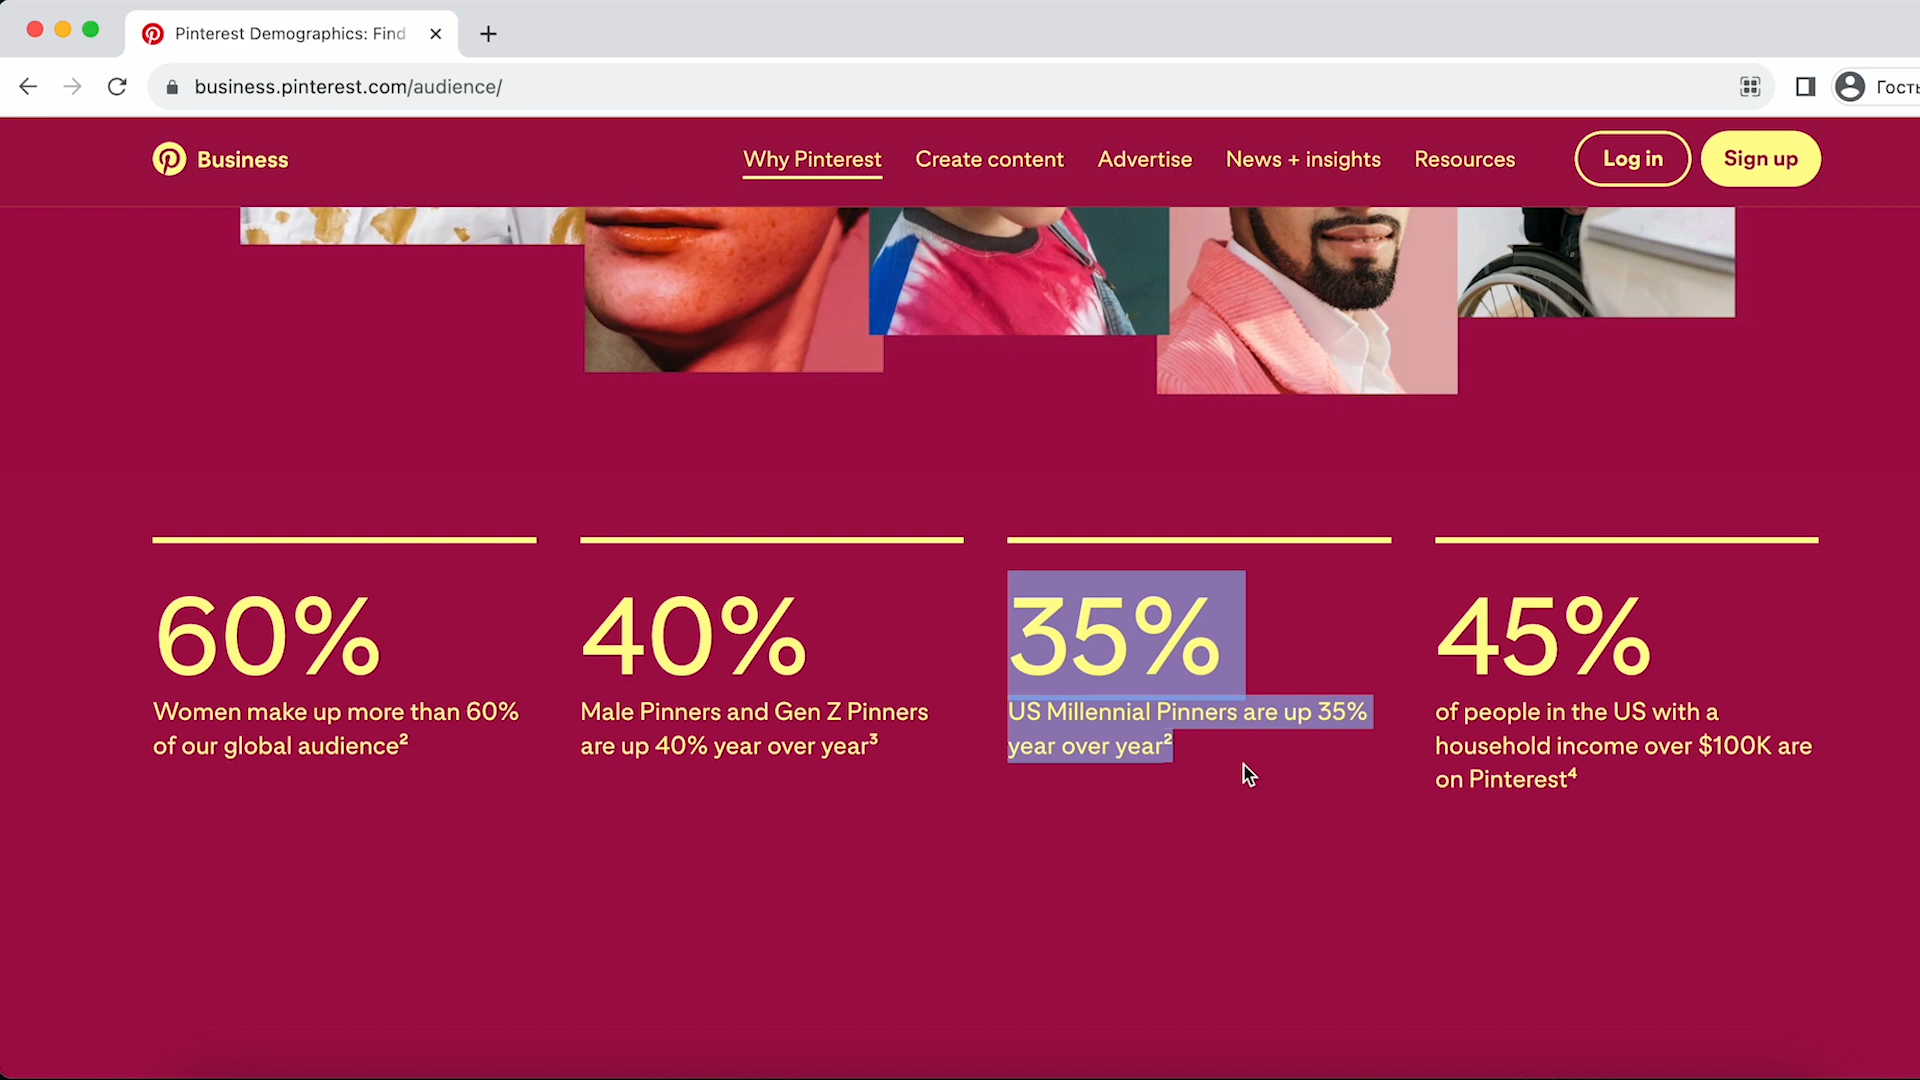 Pinterest Demographics: Find
business.pinterest.com/audience/
Гость
Business
Why Pinterest
Create content
Advertise
News + insights
Resources
Log in
Sign up
60%
Women make up more than 60%
of our global audience²
40%
Male Pinners and Gen Z Pinners
are up 40% year over year³
35%
US Millennial Pinners are up 35%
year over year²
45%
of people in the US with a
household income over $100K are
on Pinterest⁴